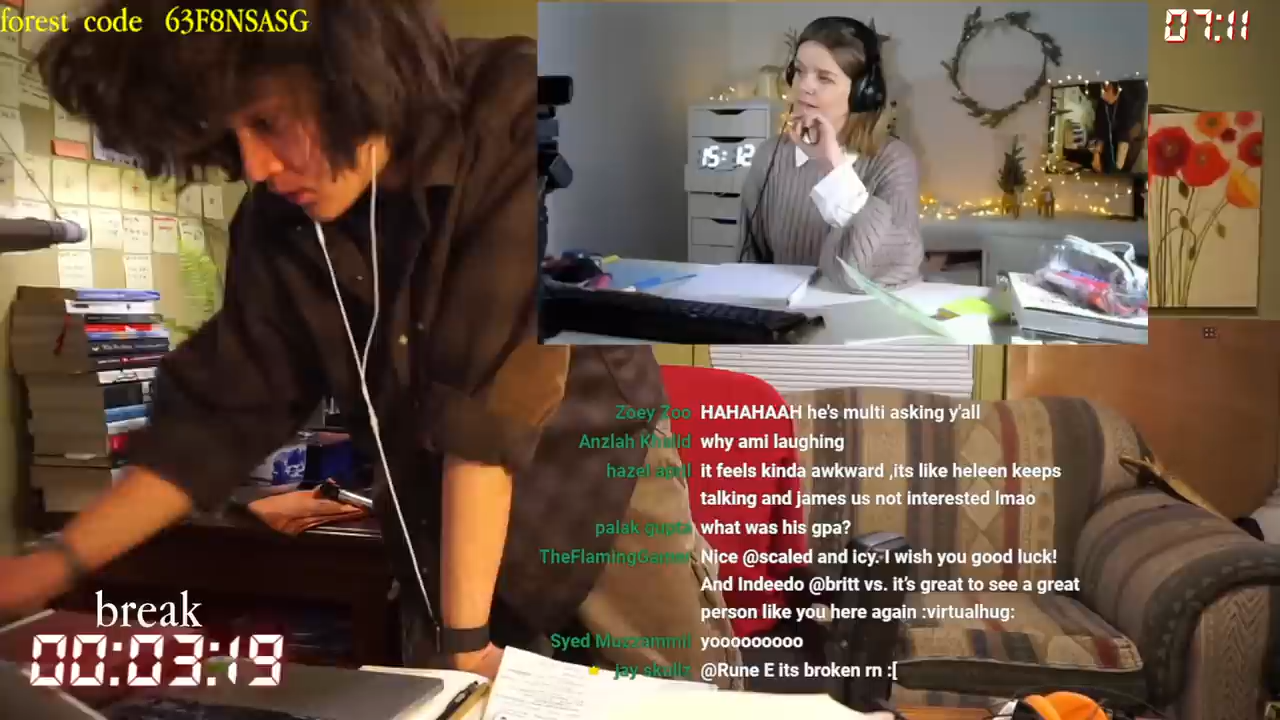 forest code 63F8NSASG
07:11
15:12
Zoey Zoo HAHAHAAH he's multi asking y'all
Anzlah Khalid why ami laughing
hazel april it feels kinda awkward ,its like heleen keeps
talking and james us not interested lmao
palak gupta what was his gpa?
TheFlamingGamer Nice @scaled and icy. I wish you good luck!
And Indeedo @britt vs. it's great to see a great
person like you here again :virtualhug:
Syed Muzzammil yooooooooo
jay skullz @Rune E its broken rn :[
break
00:03:19